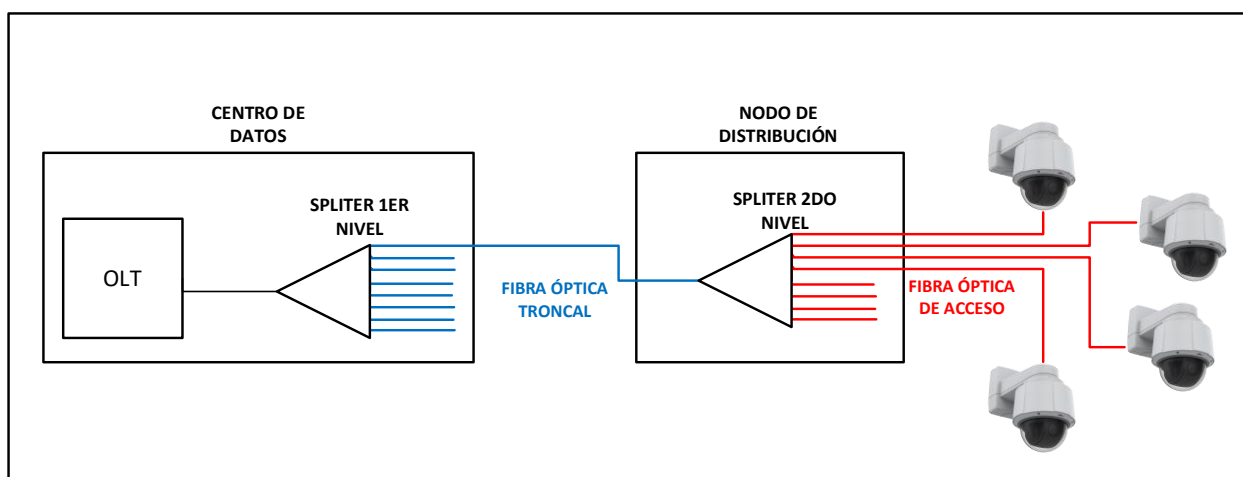 CENTRO DE
DATOS
NODO DE
DISTRIBUCIÓN
SPLITER 1ER
NIVEL
SPLITER 2DO
NIVEL
OLT
FIBRA ÓPTICA
TRONCAL
FIBRA ÓPTICA
DE ACCESO